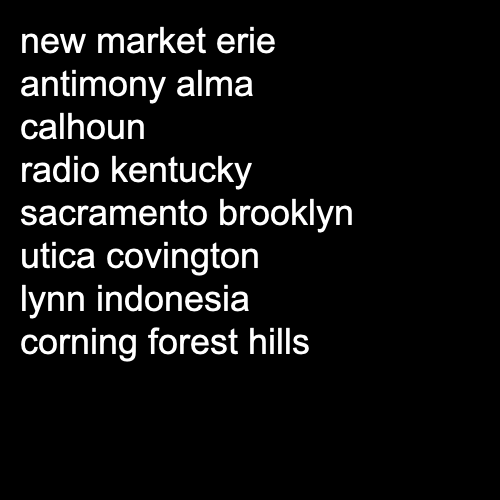 new market erie
antimony alma
calhoun
radio kentucky
sacramento brooklyn
utica covington
lynn indonesia
corning forest hills